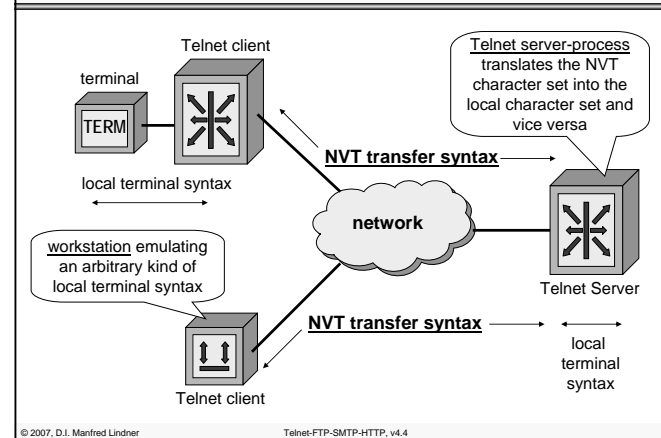 Telnet client
terminal
TERM
local terminal syntax
Telnet server-process
translates the NVT
character set into the
local character set and
vice versa
NVT transfer syntax
network
workstation emulating
an arbitrary kind of
local terminal syntax
Telnet Server
NVT transfer syntax
local
terminal
syntax
Telnet client
© 2007, D.I. Manfred Lindner
Telnet-FTP-SMTP-HTTP, v4.4